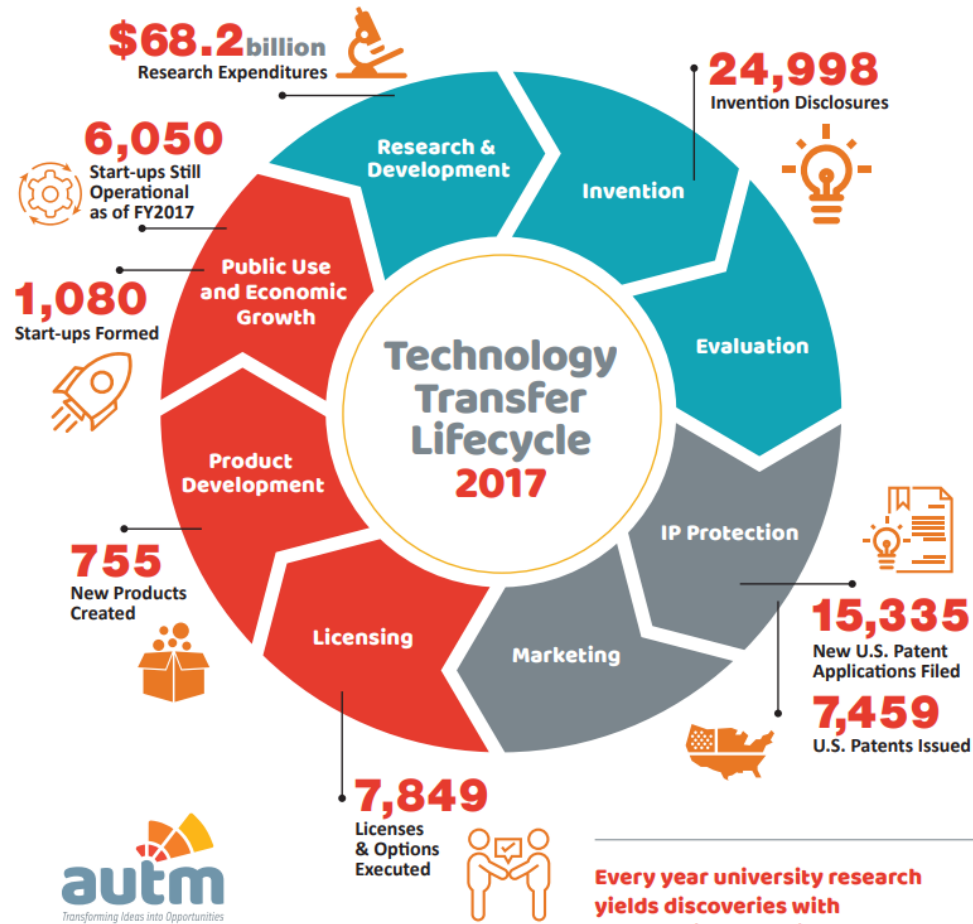 $68.2 billion
Research Expenditures
24,998
Invention Disclosures
6,050
Start-ups Still
Operational
as of FY2017
1,080
Start-ups Formed
Research &
Development
Invention
Evaluation
Public Use
and Economic
Growth
Technology
Transfer
Lifecycle
2017
Product
Development
IP Protection
755
New Products
Created
Licensing
Marketing
15,335
New U.S. Patent
Applications Filed
7,459
U.S. Patents Issued
7,849
Licenses
& Options
Executed
autm
Transforming Ideas into Opportunities
Every year university research
yields discoveries with